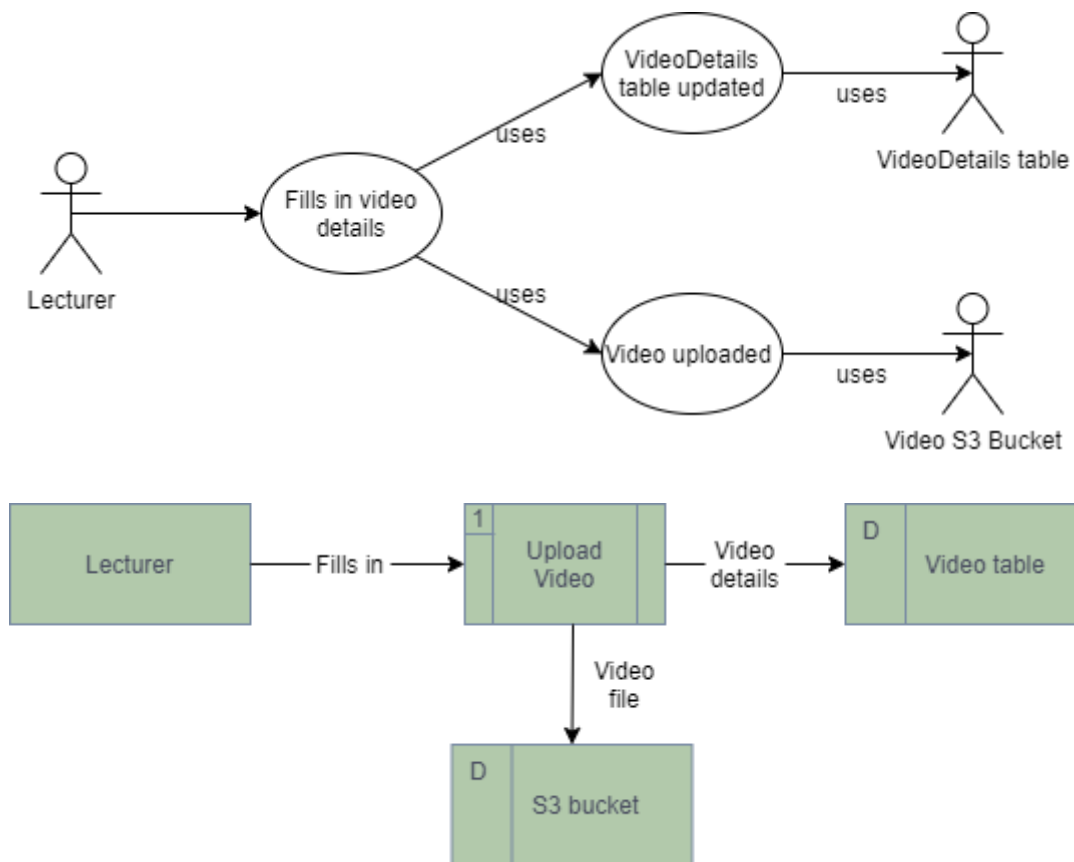 VideoDetails
table updated
uses
uses
VideoDetails table
Fills in video
details
Lecturer
uses
Video uploaded
uses
Video S3 Bucket
Lecturer
Fills in
1
Upload
Video
Video
details
D
Video table
Video
file
D
S3 bucket